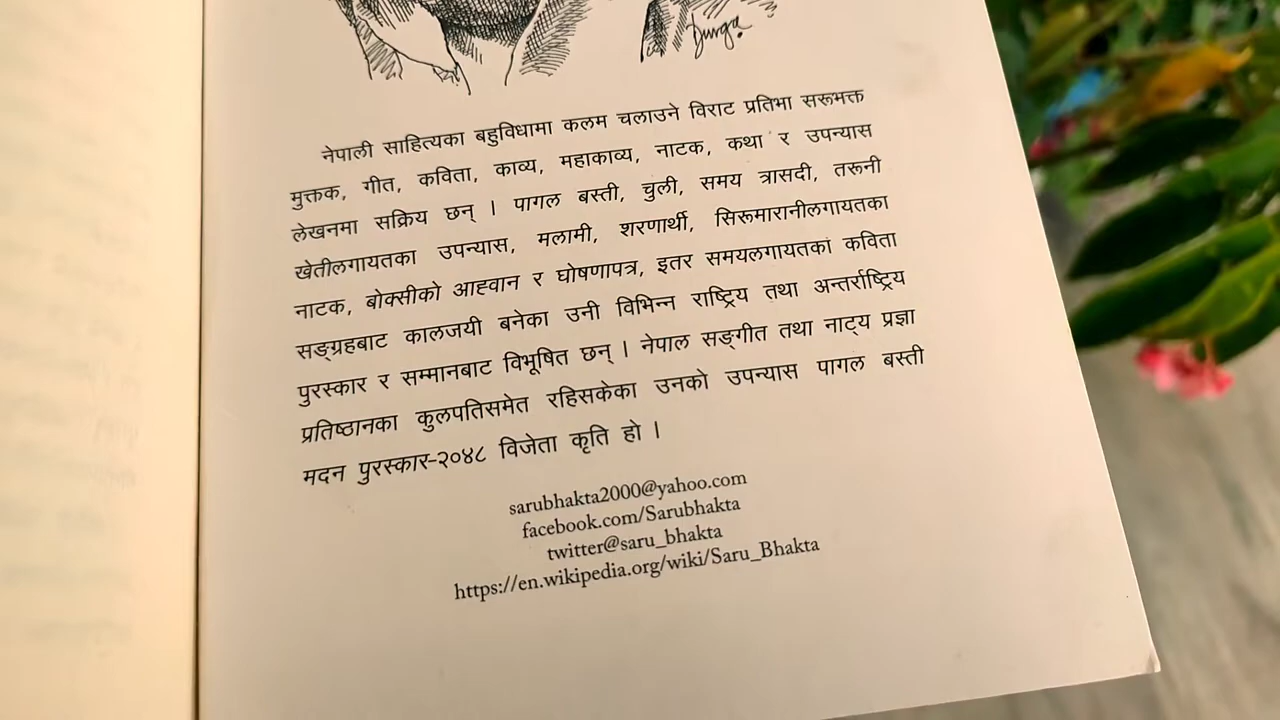 Durga
नेपाली साहित्यका बहुविधामा कलम चलाउने विराट प्रतिभा सरूभक्त
मुक्तक, गीत, कविता, काव्य, महाकाव्य, नाटक, कथा र उपन्यास
लेखनमा सक्रिय छन् । पागल बस्ती, चुली, समय त्रासदी, तरूनी
खेतीलगायतका उपन्यास, मलामी, शरणार्थी, सिरूमारानीलगायतका
नाटक, बोक्सीको आह्वान र घोषणापत्र, इतर समयलगायतका कविता
सङ्ग्रहबाट कालजयी बनेका उनी विभिन्न राष्ट्रिय तथा अन्तर्राष्ट्रिय
पुरस्कार र सम्मानबाट विभूषित छन् । नेपाल सङ्गीत तथा नाट्य प्रज्ञा
प्रतिष्ठानका कुलपतिसमेत रहिसकेका उनको उपन्यास पागल बस्ती
मदन पुरस्कार-२०४८ विजेता कृति हो ।
sarubhakta2000@yahoo.com
facebook.com/Sarubhakta
twitter@saru_bhakta
https://en.wikipedia.org/wiki/Saru_Bhakta